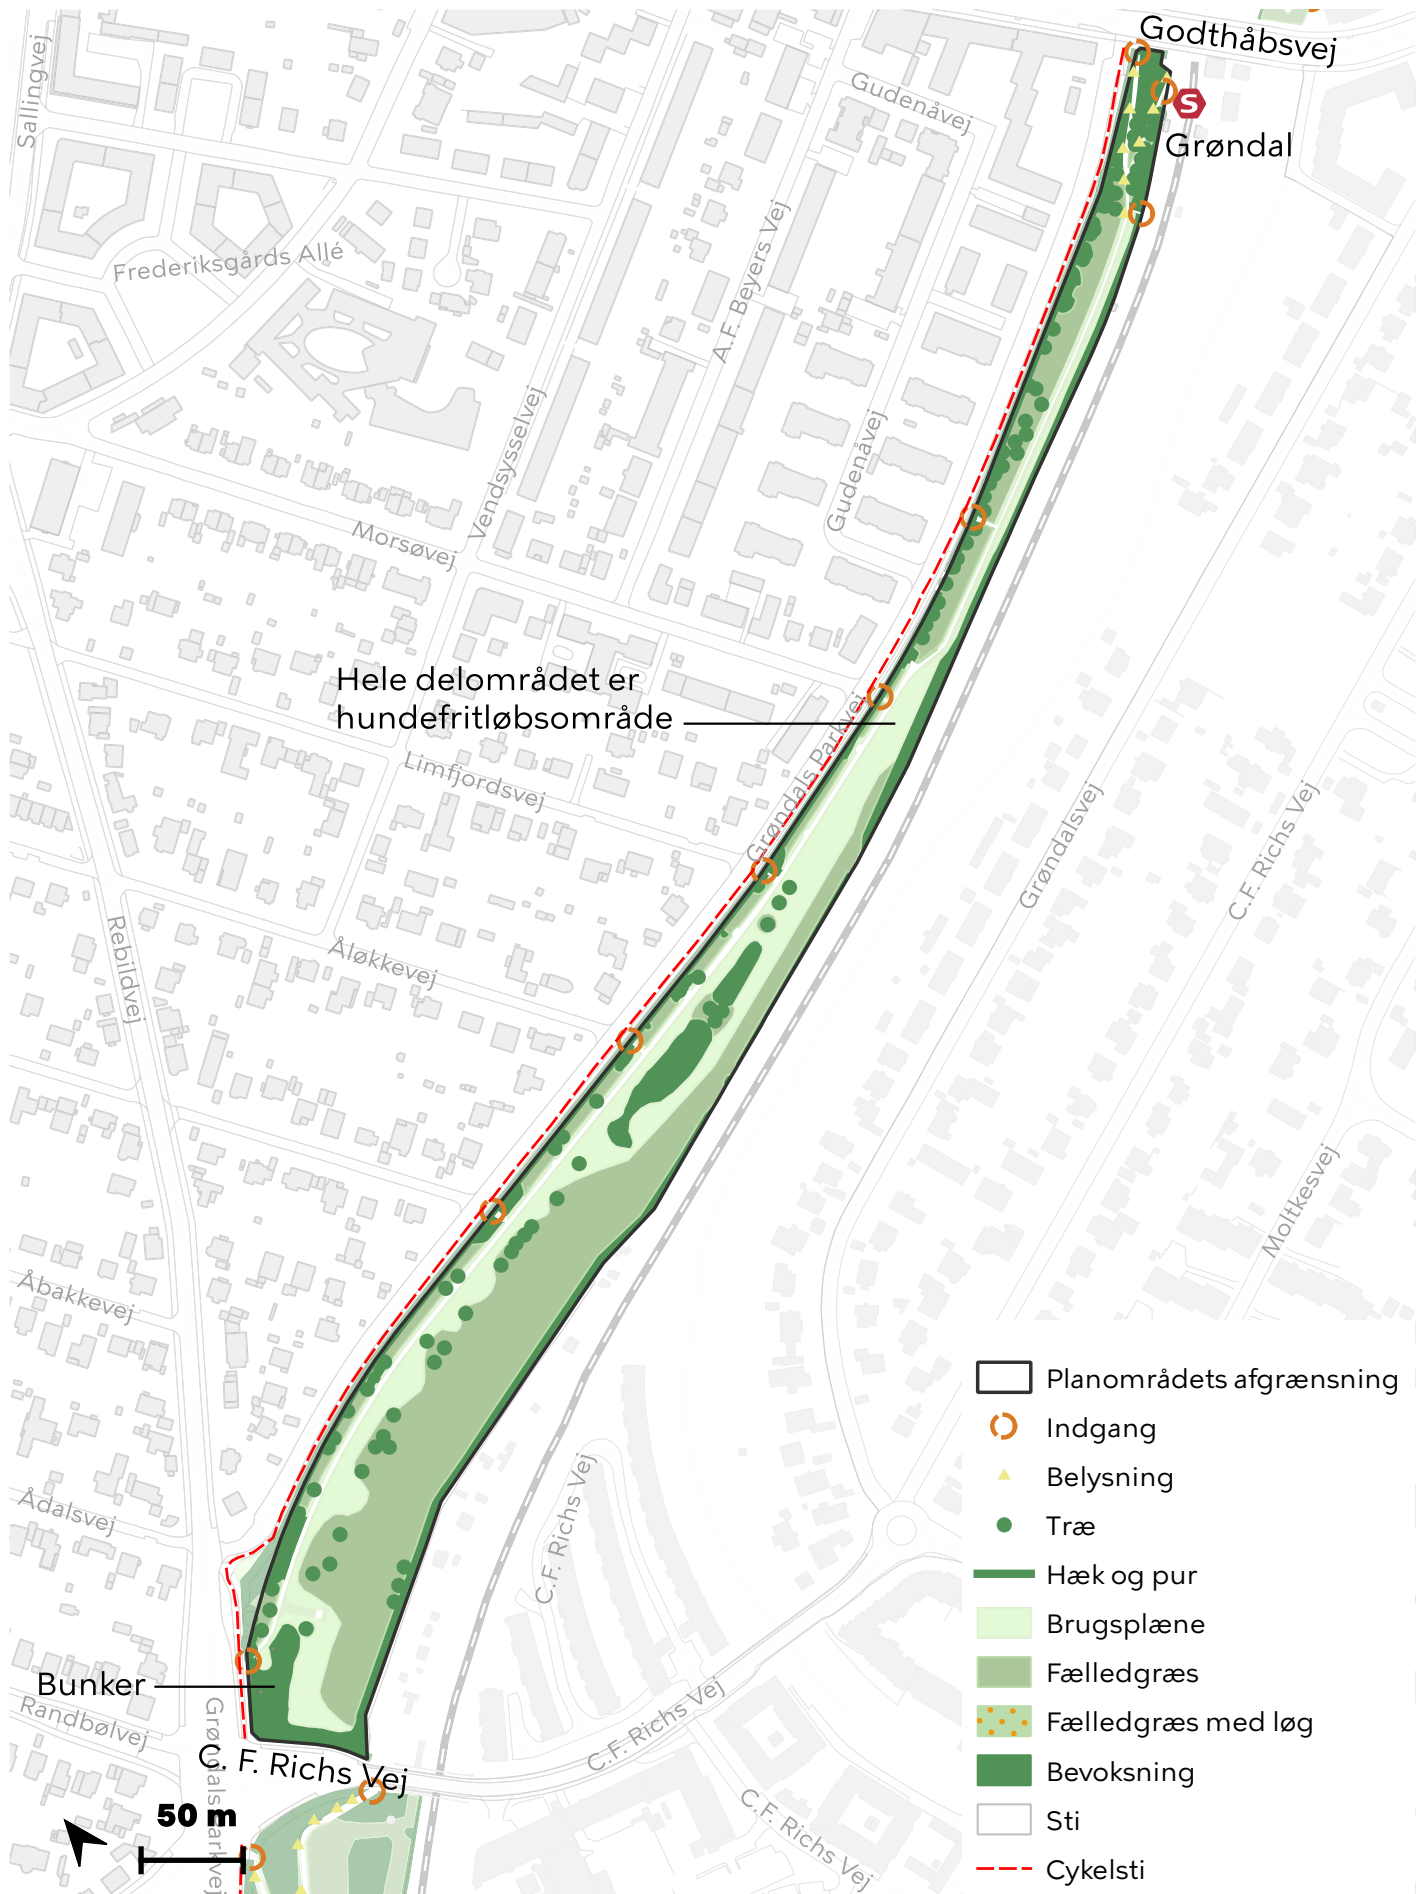 Godthåbsvej
Sallingvej
Gudenåvej
S
Grøndal
Frederiksgårds Allé
A.F. Beyers Vej
Vendsysselvej
Gudenåvej
Morsøvej
Hele delområdet er
hundefritløbsområde
Grøndals Parkvej
Limfjordsvej
Grøndalsvej
C.F. Richs Vej
Rebildvej
Åløkkevej
Moltkesvej
Åbakkevej
Ådalsvej
C.F. Richs Vej
Bunker
Randbølvej
Grøndals Parkvej
C. F. Richs Vej
C.F. Richs Vej
C.F. Richs Vej
50 m
Planområdets afgrænsning
Indgang
Belysning
Træ
Hæk og pur
Brugsplæne
Fælledgræs
Fælledgræs med løg
Bevoksning
Sti
Cykelsti